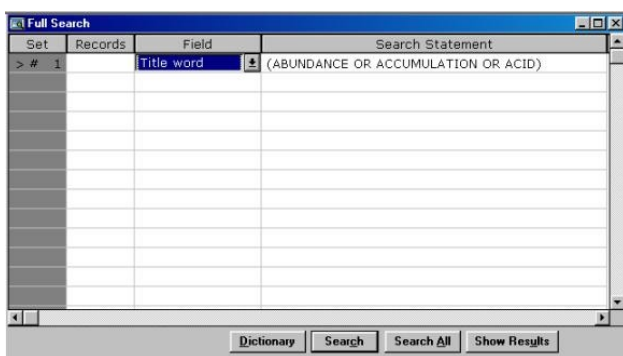 Full Search
Set Records Field Search Statement
> # 1 Title word (ABUNDANCE OR ACCUMULATION OR ACID)
Dictionary Search Search All Show Results